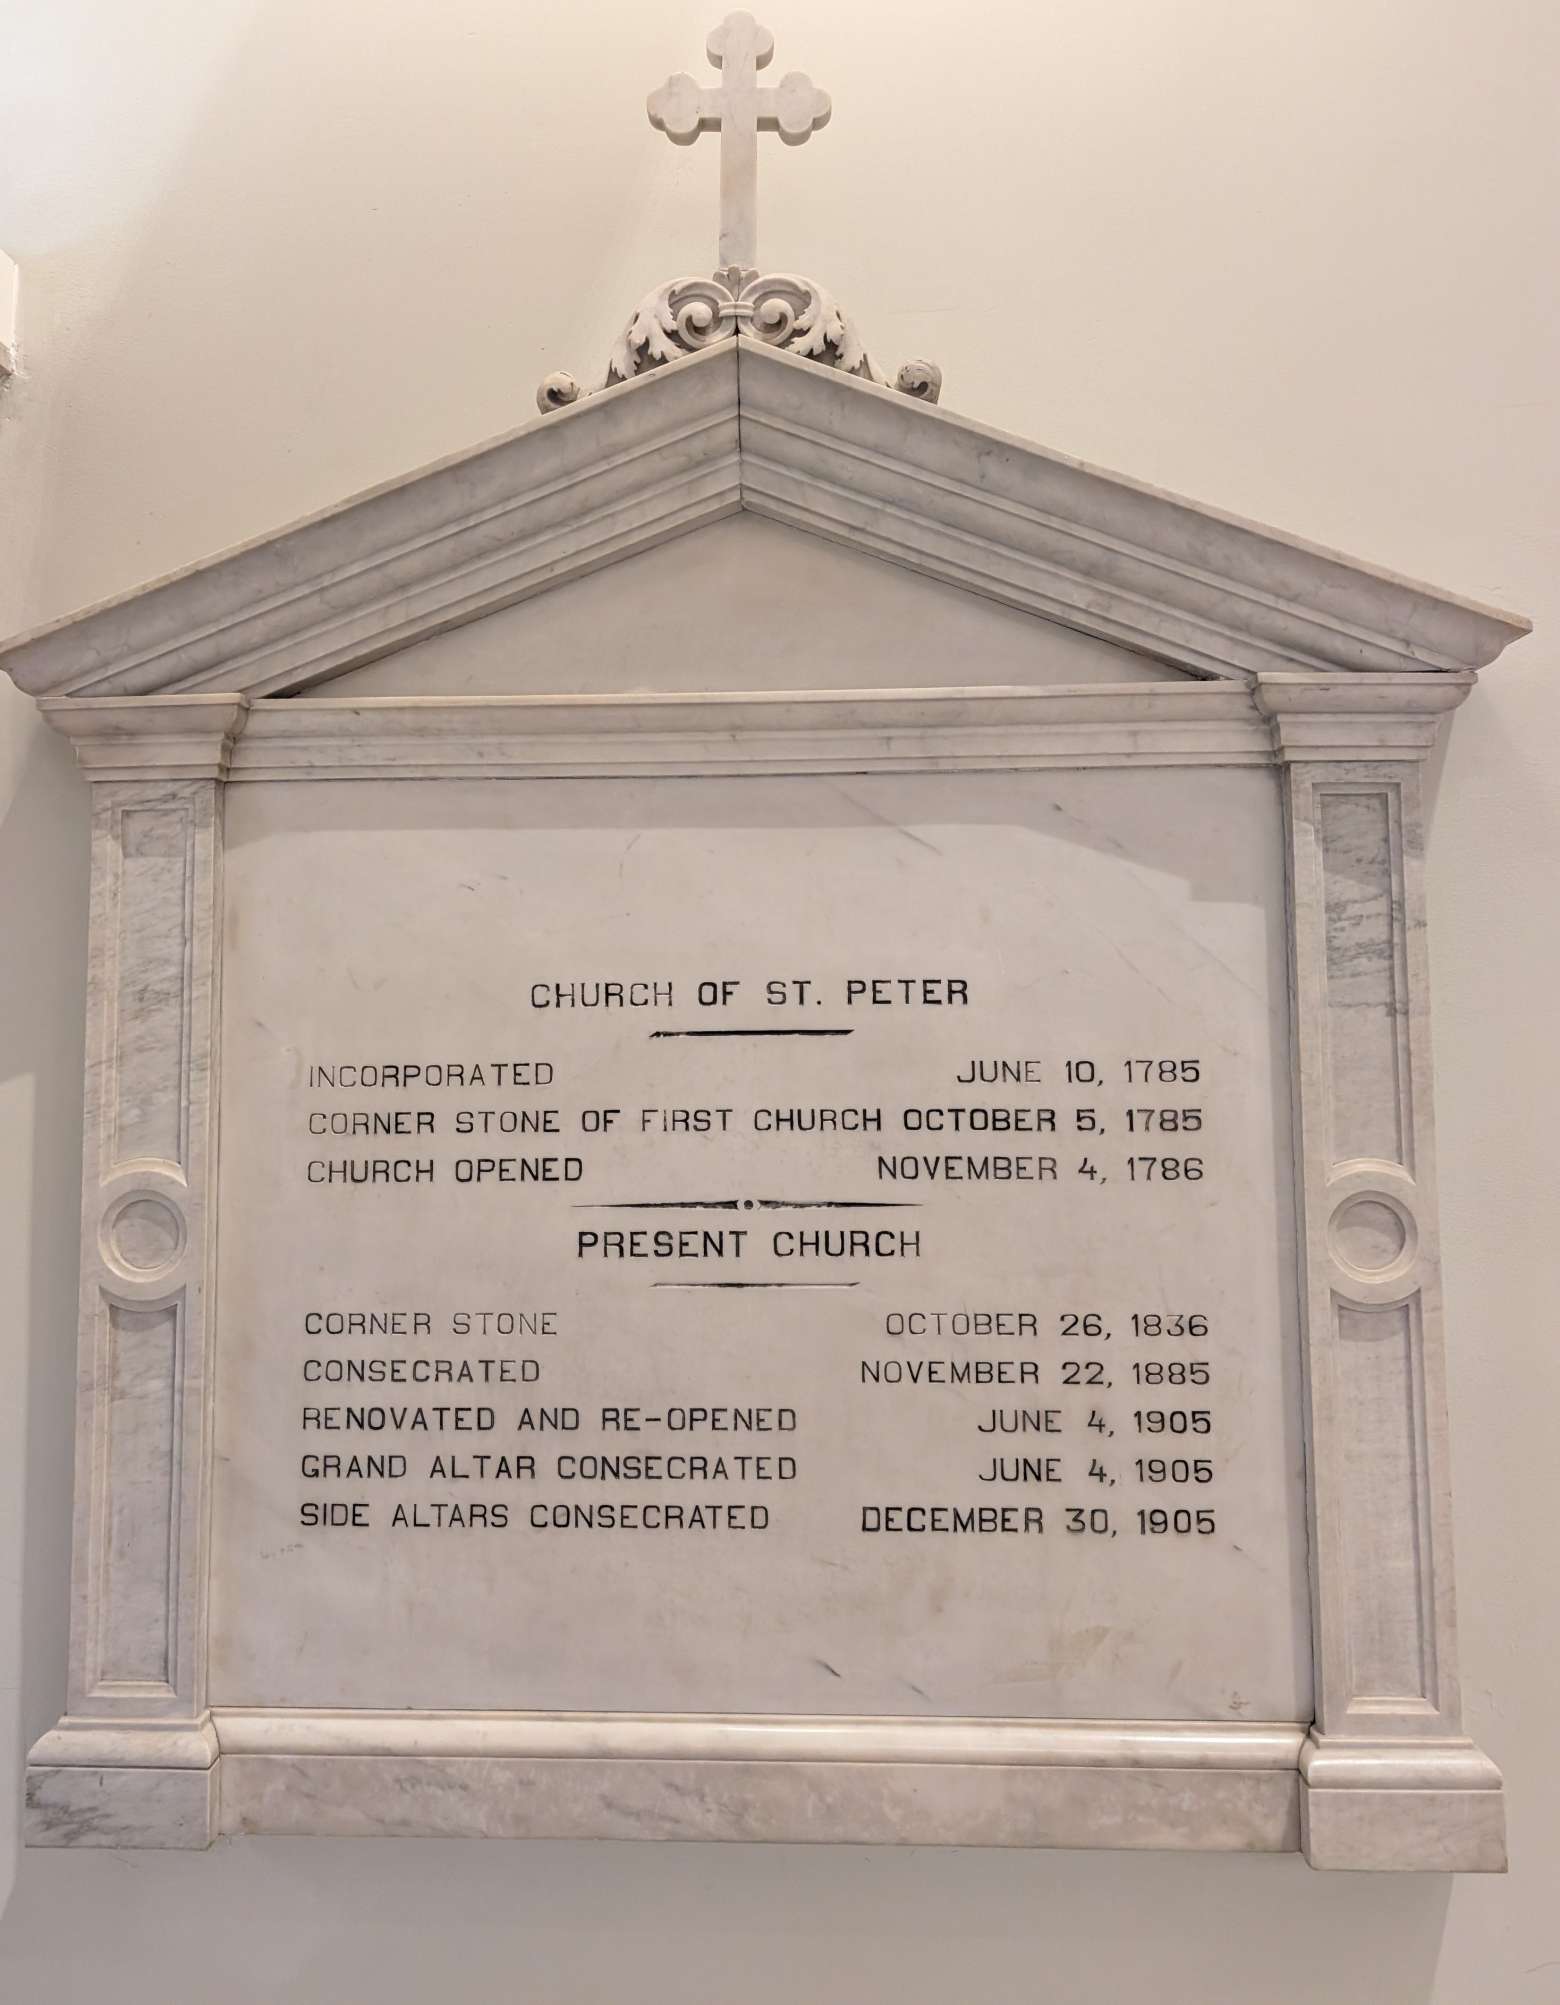 CHURCH OF ST. PETER
INCORPORATED JUNE 10, 1785
CORNER STONE OF FIRST CHURCH OCTOBER 5, 1785
CHURCH OPENED NOVEMBER 4, 1786
PRESENT CHURCH
CORNER STONE OCTOBER 26, 1836
CONSECRATED NOVEMBER 22, 1885
RENOVATED AND RE-OPENED JUNE 4, 1905
GRAND ALTAR CONSECRATED JUNE 4, 1905
SIDE ALTARS CONSECRATED DECEMBER 30, 1905